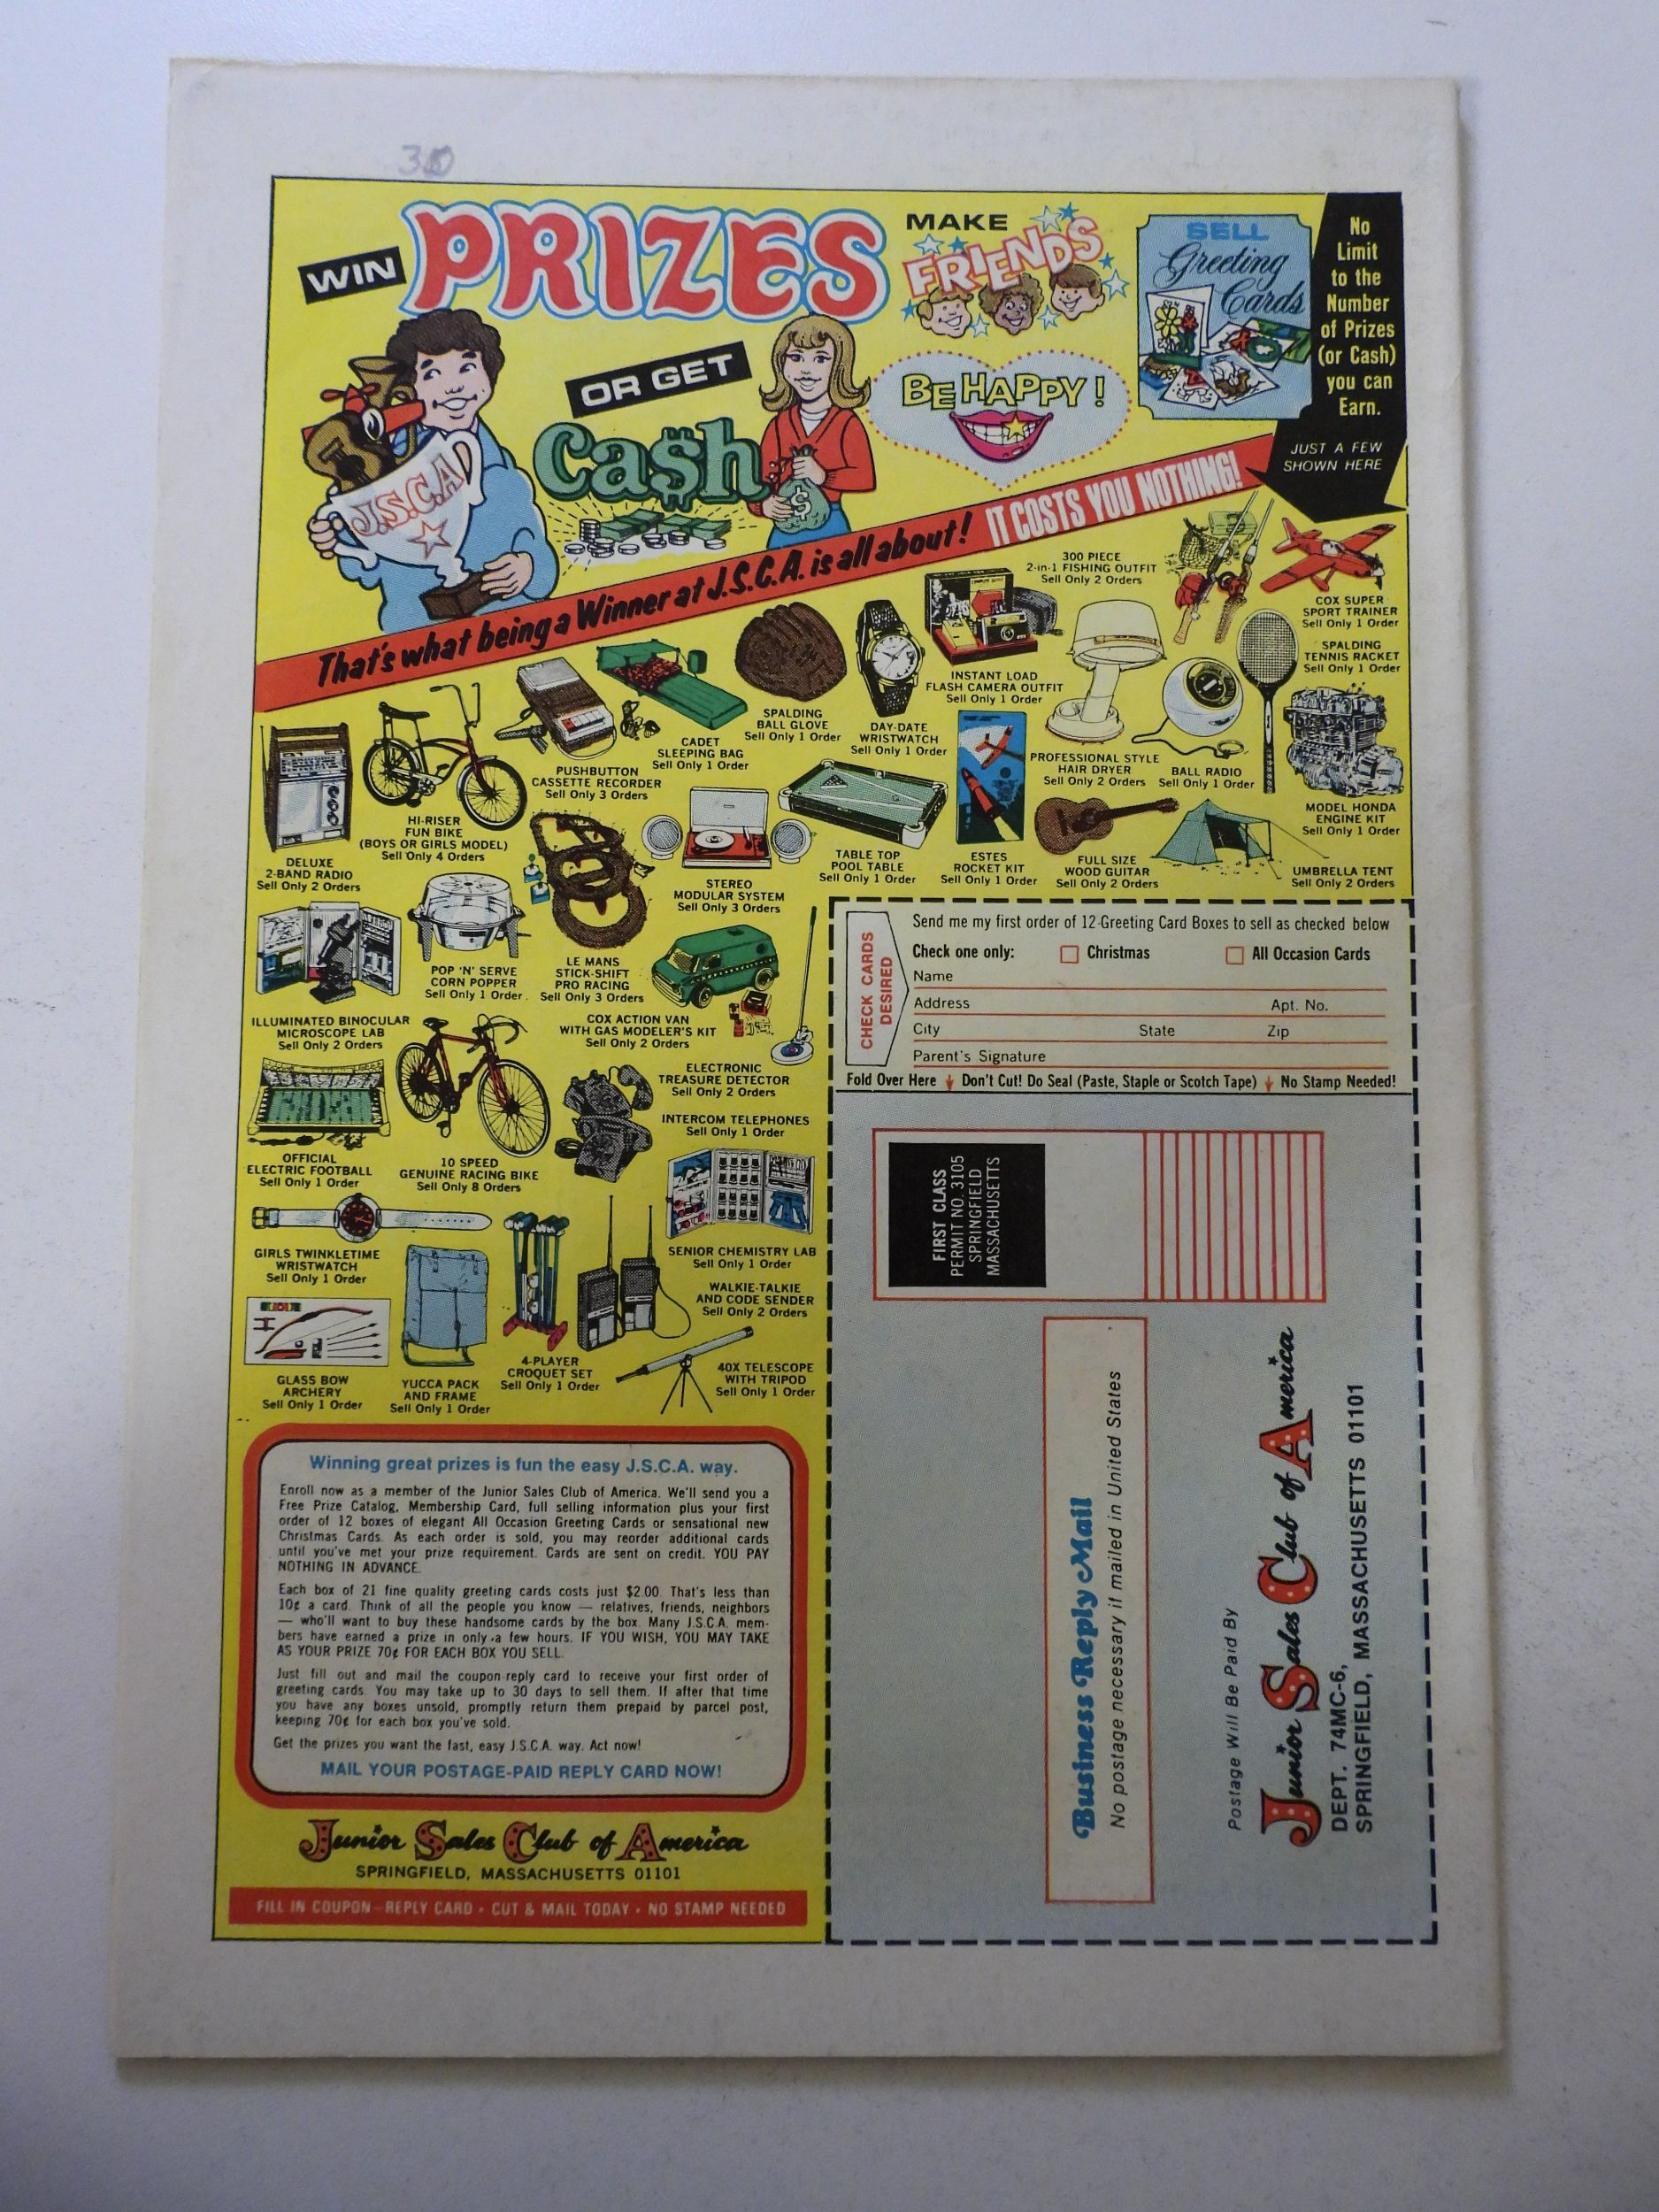 30
WIN PRIZES
OR GET
Ca$h
MAKE
FRIENDS
BE HAPPY!
SELL
Greeting
Cards
No
Limit
to the
Number
of Prizes
(or Cash)
you can
Earn.
JUST A FEW
SHOWN HERE
J.S.C.A
$
That's what being a Winner at J.S.C.A. is all about! IT COSTS YOU NOTHING!
300 PIECE
2-in-1 FISHING OUTFIT
Sell Only 2 Orders
COX SUPER
SPORT TRAINER
Sell Only 1 Order
SPALDING
TENNIS RACKET
Sell Only 1 Order
INSTANT LOAD
FLASH CAMERA OUTFIT
Sell Only 1 Order
SPALDING
BALL GLOVE
Sell Only 1 Order
DAY-DATE
WRISTWATCH
Sell Only 1 Order
CADET
SLEEPING BAG
Sell Only 1 Order
PUSHBUTTON
CASSETTE RECORDER
Sell Only 3 Orders
PROFESSIONAL STYLE
HAIR DRYER
Sell Only 2 Orders
BALL RADIO
Sell Only 1 Order
MODEL HONDA
ENGINE KIT
Sell Only 1 Order
HI-RISER
FUN BIKE
(BOYS OR GIRLS MODEL)
Sell Only 4 Orders
DELUXE
2-BAND RADIO
Sell Only 2 Orders
STEREO
MODULAR SYSTEM
Sell Only 3 Orders
TABLE TOP
POOL TABLE
Sell Only 1 Order
ESTES
ROCKET KIT
Sell Only 1 Order
FULL SIZE
WOOD GUITAR
Sell Only 2 Orders
UMBRELLA TENT
Sell Only 2 Orders
POP 'N' SERVE
CORN POPPER
Sell Only 1 Order
LE MANS
STICK-SHIFT
PRO RACING
Sell Only 3 Orders
ILLUMINATED BINOCULAR
MICROSCOPE LAB
Sell Only 2 Orders
COX ACTION VAN
WITH GAS MODELER'S KIT
Sell Only 2 Orders
ELECTRONIC
TREASURE DETECTOR
Sell Only 2 Orders
INTERCOM TELEPHONES
Sell Only 1 Order
OFFICIAL
ELECTRIC FOOTBALL
Sell Only 1 Order
10 SPEED
GENUINE RACING BIKE
Sell Only 8 Orders
GIRLS TWINKLETIME
WRISTWATCH
Sell Only 1 Order
SENIOR CHEMISTRY LAB
Sell Only 1 Order
WALKIE-TALKIE
AND CODE SENDER
Sell Only 2 Orders
GLASS BOW
ARCHERY
Sell Only 1 Order
YUCCA PACK
AND FRAME
Sell Only 1 Order
4-PLAYER
CROQUET SET
Sell Only 1 Order
40X TELESCOPE
WITH TRIPOD
Sell Only 1 Order
Winning great prizes is fun the easy J.S.C.A. way.
Enroll now as a member of the Junior Sales Club of America. We'll send you a
Free Prize Catalog, Membership Card, full selling information plus your first
order of 12 boxes of elegant All Occasion Greeting Cards or sensational new
Christmas Cards. As each order is sold, you may reorder additional cards
until you've met your prize requirement. Cards are sent on credit. YOU PAY
NOTHING IN ADVANCE.
Each box of 21 fine quality greeting cards costs just $2.00. That's less than
10¢ a card. Think of all the people you know — relatives, friends, neighbors
— who'll want to buy these handsome cards by the box. Many J.S.C.A. mem-
bers have earned a prize in only a few hours. IF YOU WISH, YOU MAY TAKE
AS YOUR PRIZE 70¢ FOR EACH BOX YOU SELL.
Just fill out and mail the coupon-reply card to receive your first order of
greeting cards. You may take up to 30 days to sell them. If after that time
you have any boxes unsold, promptly return them prepaid by parcel post,
keeping 70¢ for each box you've sold.
Get the prizes you want the fast, easy J.S.C.A. way. Act now!
MAIL YOUR POSTAGE-PAID REPLY CARD NOW!
Junior Sales Club of America
SPRINGFIELD, MASSACHUSETTS 01101
FILL IN COUPON-REPLY CARD • CUT & MAIL TODAY • NO STAMP NEEDED
CHECK CARDS
DESIRED
Send me my first order of 12-Greeting Card Boxes to sell as checked below
Check one only: Christmas All Occasion Cards
Name
Address Apt. No.
City State Zip
Parent's Signature
Fold Over Here Don't Cut! Do Seal (Paste, Staple or Scotch Tape) No Stamp Needed!
FIRST CLASS
PERMIT NO. 3105
SPRINGFIELD
MASSACHUSETTS
Business Reply Mail
No postage necessary if mailed in United States
Postage Will Be Paid By
Junior Sales Club of America
DEPT. 74MC-6,
SPRINGFIELD, MASSACHUSETTS 01101